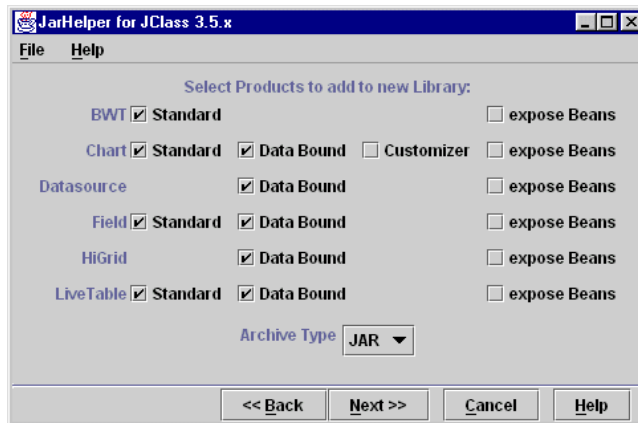 JarHelper for JClass 3.5.x
File Help
Select Products to add to new Library:
BWT Standard expose Beans
Chart Standard Data Bound Customizer expose Beans
Datasource Data Bound expose Beans
Field Standard Data Bound expose Beans
HiGrid Data Bound expose Beans
LiveTable Standard Data Bound expose Beans
Archive Type JAR
<< Back Next >> Cancel Help